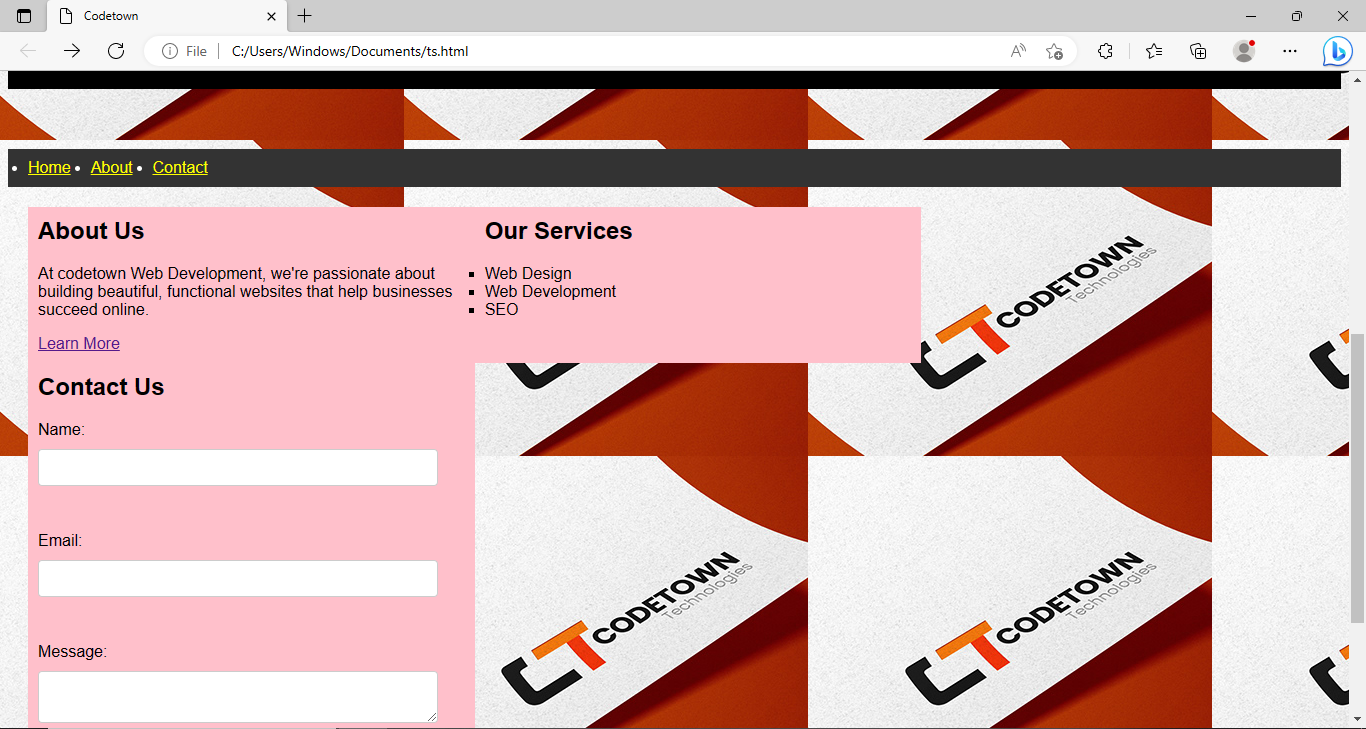 Codetown
File
C:/Users/Windows/Documents/ts.html
Home About Contact
About Us
At codetown Web Development, we're passionate about
building beautiful, functional websites that help businesses
succeed online.
Learn More
Our Services
Web Design
Web Development
SEO
Contact Us
Name:
Email:
Message:
CODETOWN
Technologies
CODETOWN
Technologies
CODETOWN
Technologies